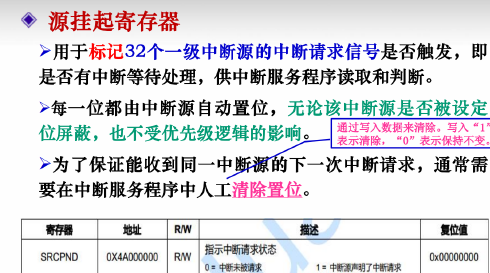 源挂起寄存器
用于标记32个一级中断源的中断请求信号是否触发，即
是否有中断等待处理，供中断服务程序读取和判断。
每一位都由中断源自动置位，无论该中断源是否被设定
位屏蔽，也不受优先级逻辑的影响。
通过写入数据来清除。写入“1”
表示清除，“0”表示保持不变。
为了保证能收到同一中断源的下一次中断请求，通常需
要在中断服务程序中人工清除置位。
寄存器 地址 R/W 描述 复位值
SRCPND 0X4A000000 R/W 指示中断请求状态 0x00000000
0 = 中断未被请求 1 = 中断源声明了中断请求